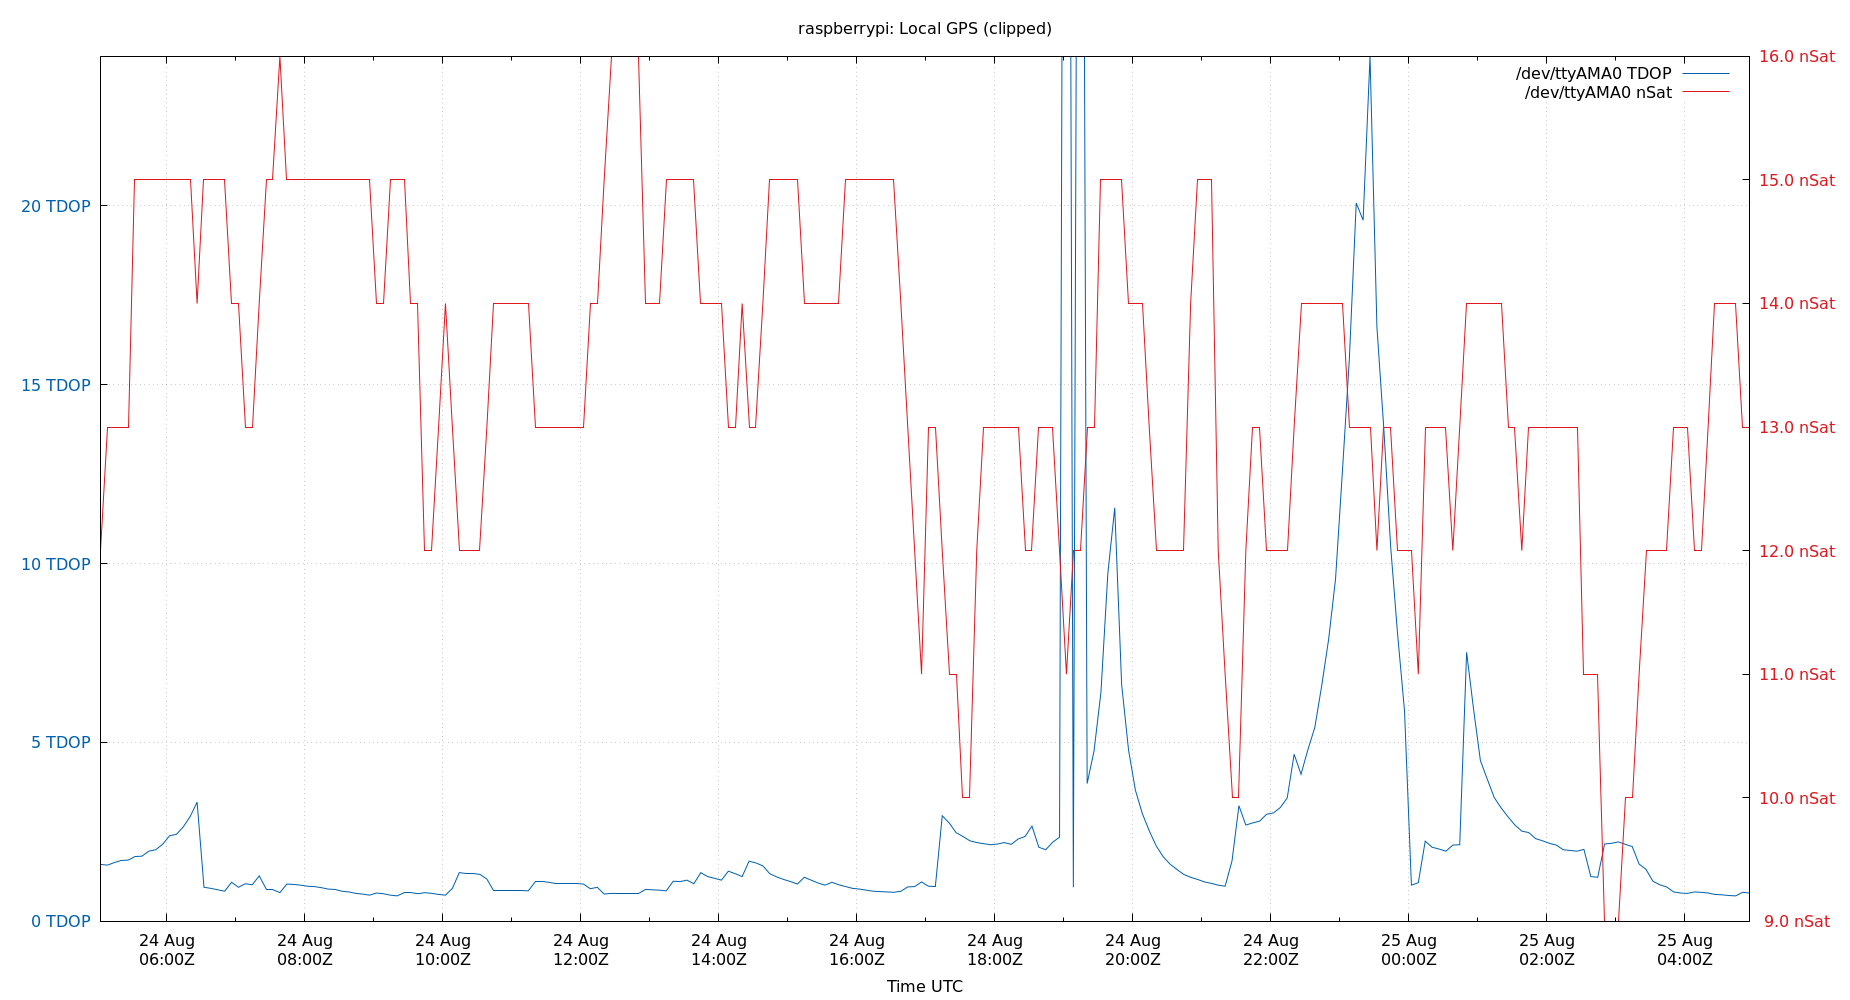 raspberrypi: Local GPS (clipped)
/dev/ttyAMA0 TDOP
/dev/ttyAMA0 nSat
20 TDOP
15 TDOP
10 TDOP
5 TDOP
0 TDOP
16.0 nSat
15.0 nSat
14.0 nSat
13.0 nSat
12.0 nSat
11.0 nSat
10.0 nSat
9.0 nSat
24 Aug 24 Aug 24 Aug 24 Aug 24 Aug 24 Aug 24 Aug 24 Aug 24 Aug 25 Aug 25 Aug 25 Aug
06:00Z 08:00Z 10:00Z 12:00Z 14:00Z 16:00Z 18:00Z 20:00Z 22:00Z 00:00Z 02:00Z 04:00Z
Time UTC